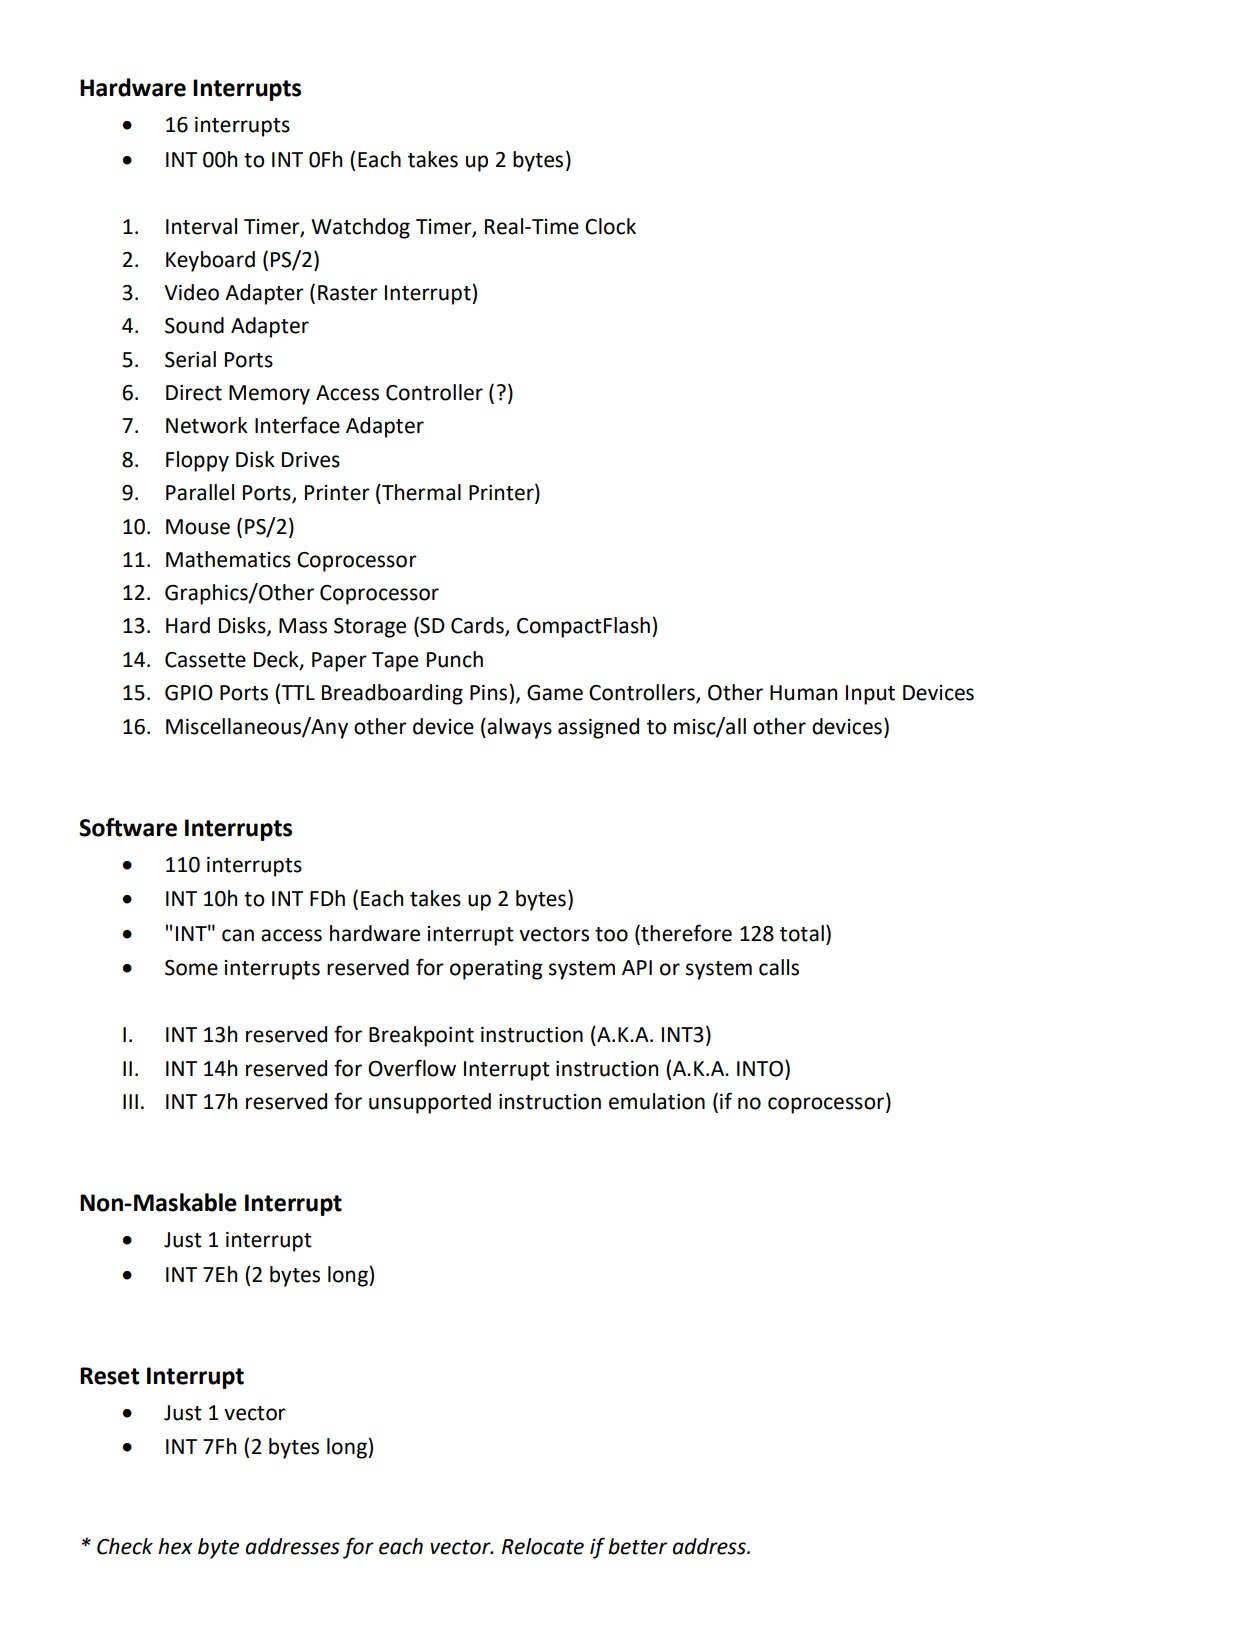 Hardware Interrupts
• 16 interrupts
• INT 00h to INT 0Fh (Each takes up 2 bytes)
1. Interval Timer, Watchdog Timer, Real-Time Clock
2. Keyboard (PS/2)
3. Video Adapter (Raster Interrupt)
4. Sound Adapter
5. Serial Ports
6. Direct Memory Access Controller (?)
7. Network Interface Adapter
8. Floppy Disk Drives
9. Parallel Ports, Printer (Thermal Printer)
10. Mouse (PS/2)
11. Mathematics Coprocessor
12. Graphics/Other Coprocessor
13. Hard Disks, Mass Storage (SD Cards, CompactFlash)
14. Cassette Deck, Paper Tape Punch
15. GPIO Ports (TTL Breadboarding Pins), Game Controllers, Other Human Input Devices
16. Miscellaneous/Any other device (always assigned to misc/all other devices)
Software Interrupts
• 110 interrupts
• INT 10h to INT FDh (Each takes up 2 bytes)
• "INT" can access hardware interrupt vectors too (therefore 128 total)
• Some interrupts reserved for operating system API or system calls
I. INT 13h reserved for Breakpoint instruction (A.K.A. INT3)
II. INT 14h reserved for Overflow Interrupt instruction (A.K.A. INTO)
III. INT 17h reserved for unsupported instruction emulation (if no coprocessor)
Non-Maskable Interrupt
• Just 1 interrupt
• INT 7Eh (2 bytes long)
Reset Interrupt
• Just 1 vector
• INT 7Fh (2 bytes long)
* Check hex byte addresses for each vector. Relocate if better address.